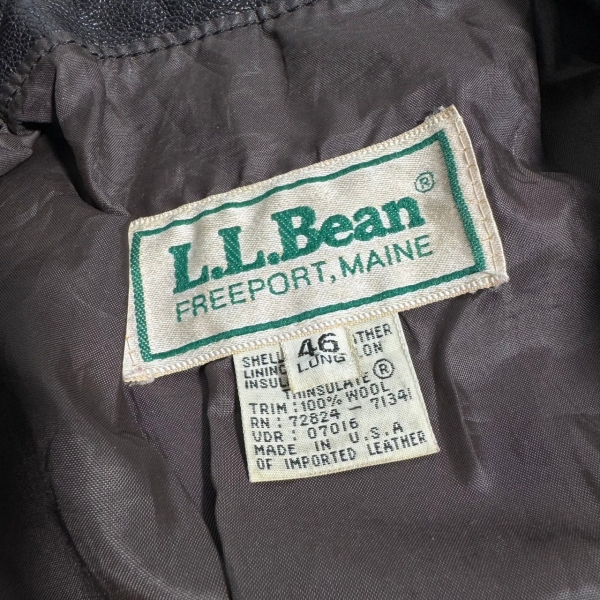 L.L.Bean®
FREEPORT, MAINE
46
LONG
SHELL
LINING
THINSULATE®
TRIM: 100% WOOL
RN: 72824 - 71341
VDR: 07016
MADE IN U.S.A
OF IMPORTED LEATHER